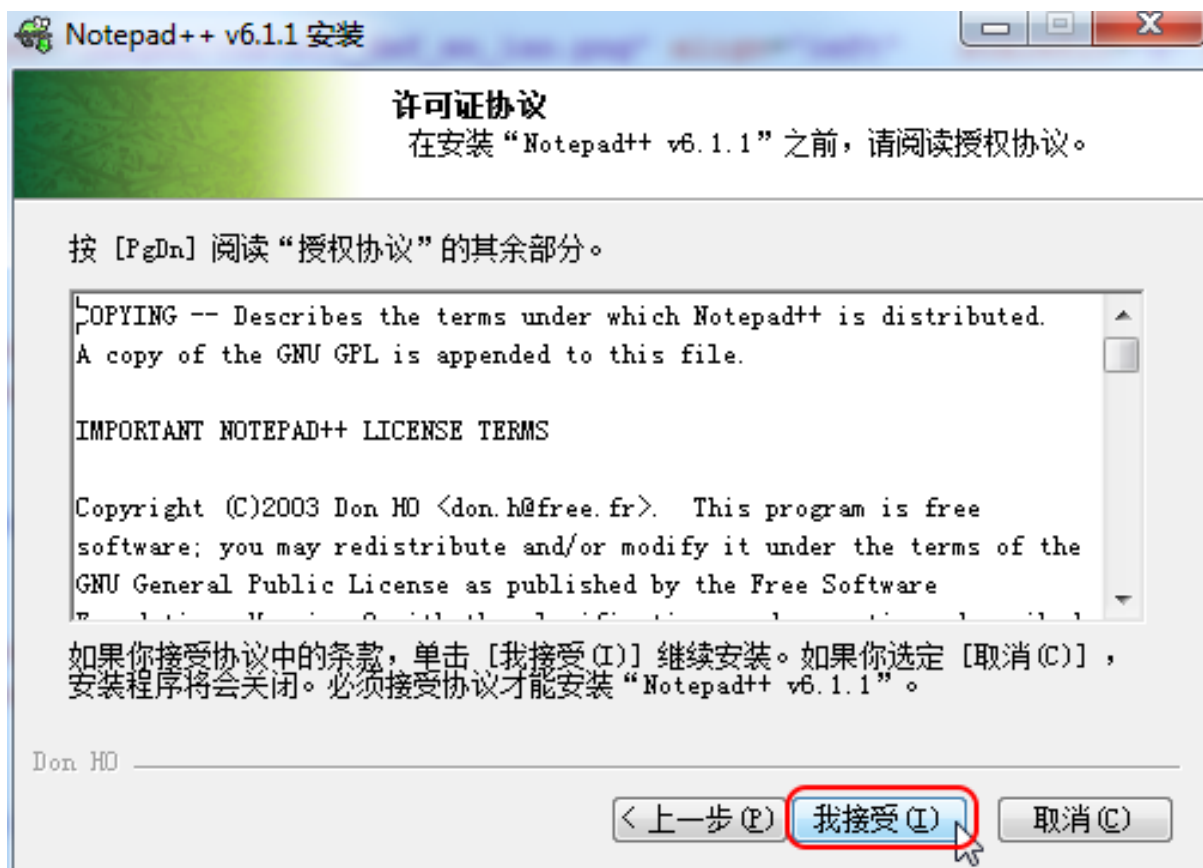 Notepad++ v6.1.1 安装
许可证协议
在安装“Notepad++ v6.1.1”之前，请阅读授权协议。
按 [PgDn] 阅读“授权协议”的其余部分。
COPYING -- Describes the terms under which Notepad++ is distributed.
A copy of the GNU GPL is appended to this file.
IMPORTANT NOTEPAD++ LICENSE TERMS
Copyright (C)2003 Don HO <don.h@free.fr>.  This program is free
software; you may redistribute and/or modify it under the terms of the
GNU General Public License as published by the Free Software
如果你接受协议中的条款，单击 [我接受(I)] 继续安装。如果你选定 [取消(C)] ，
安装程序将会关闭。必须接受协议才能安装“Notepad++ v6.1.1”。
Don HO
< 上一步(P)
我接受(I)
取消(C)